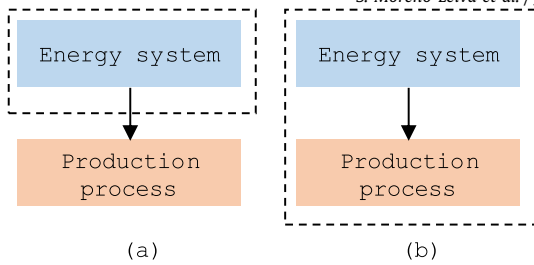 Energy system
Energy system
Production
process
Production
process
(a)
(b)